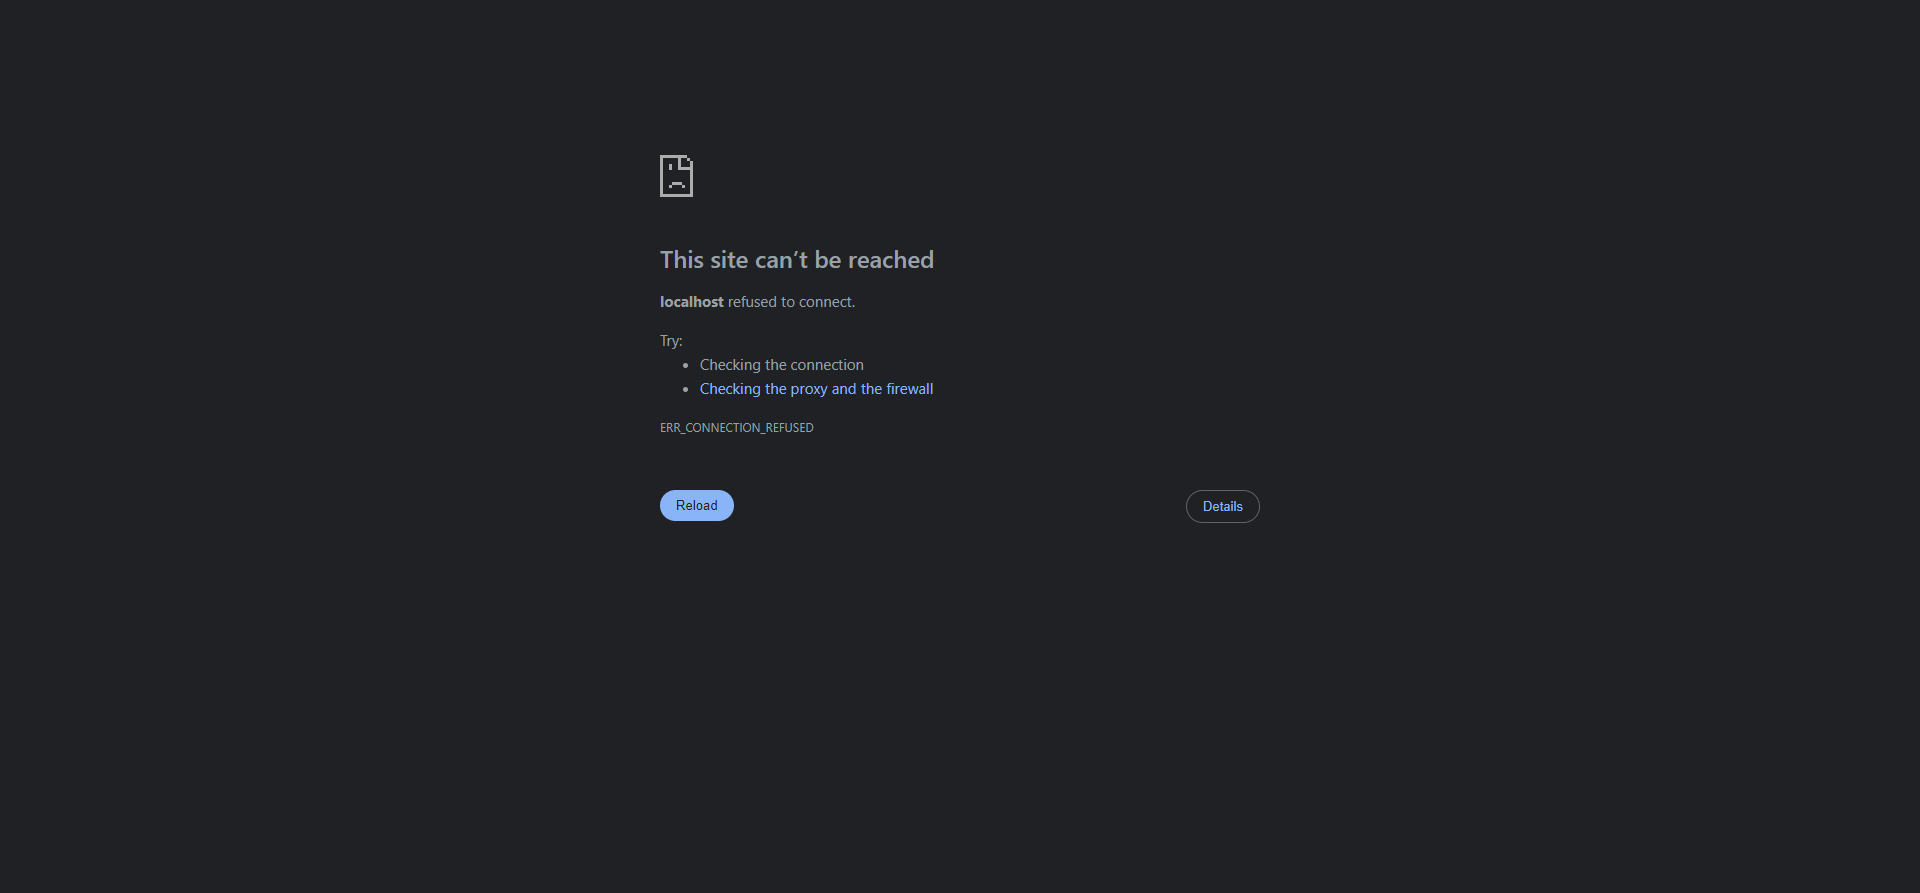 This site can’t be reached
localhost refused to connect.
Try:
• Checking the connection
• Checking the proxy and the firewall
ERR_CONNECTION_REFUSED
Reload
Details